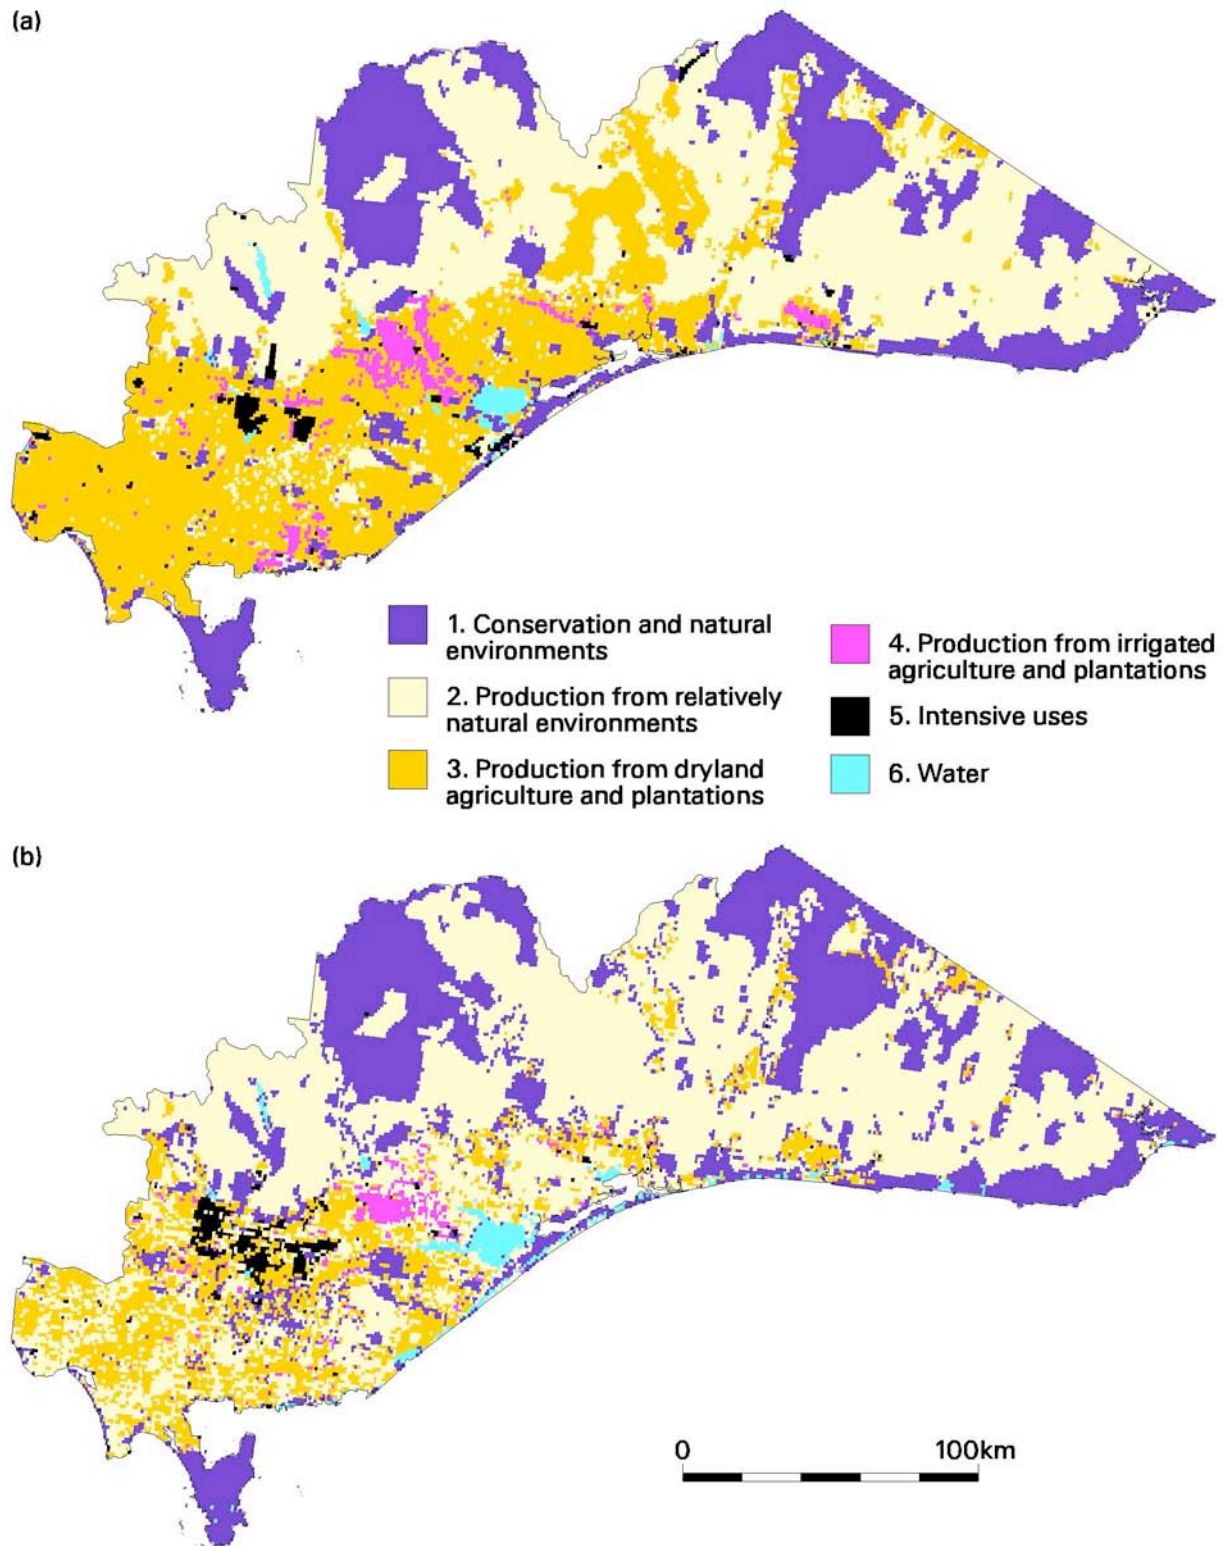 (a)
1. Conservation and natural
environments
2. Production from relatively
natural environments
3. Production from dryland
agriculture and plantations
4. Production from irrigated
agriculture and plantations
5. Intensive uses
6. Water
(b)
0 100km